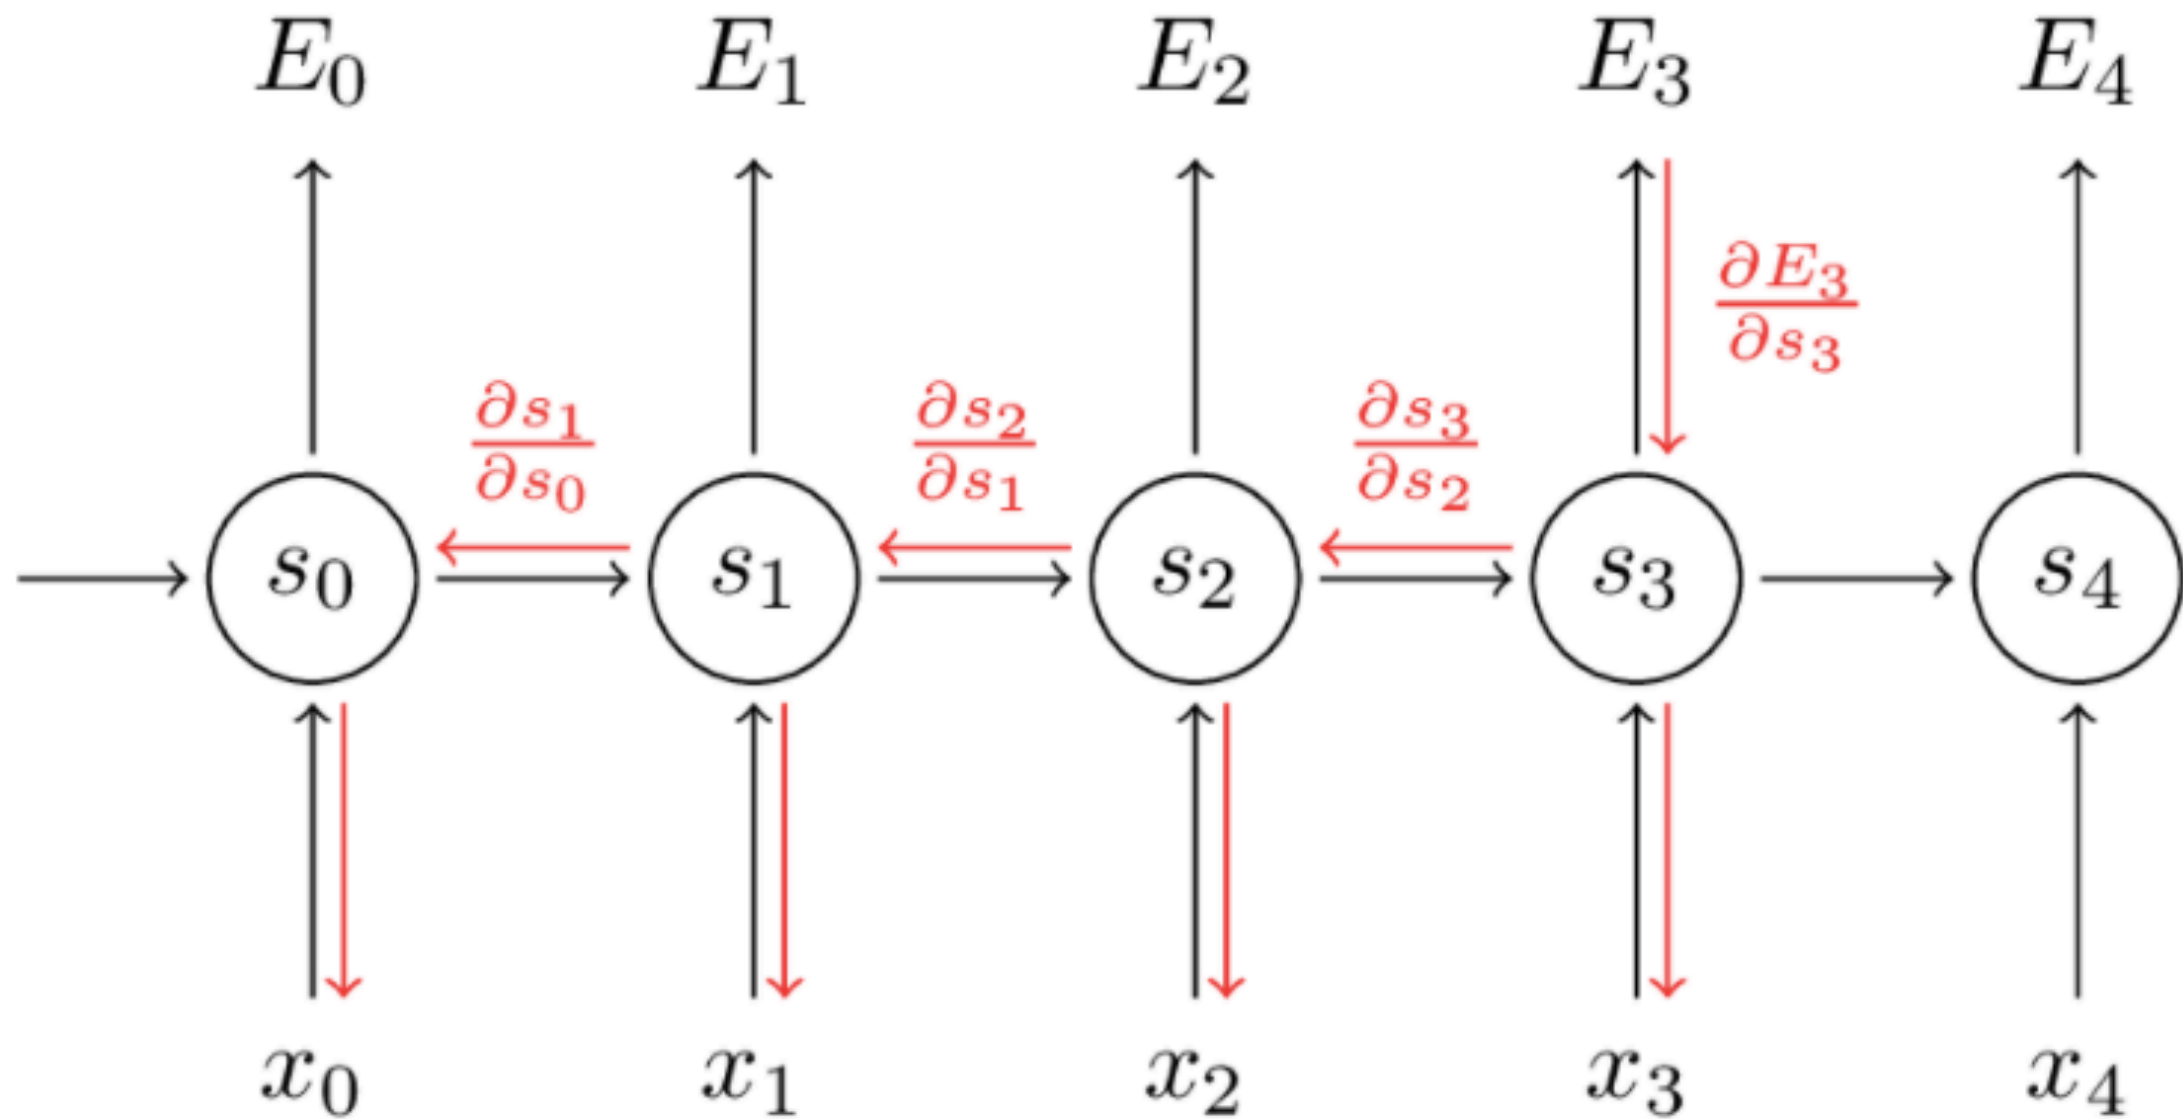 E₀ E₁ E₂ E₃ E₄
∂E₃/∂s₃
∂s₁/∂s₀ ∂s₂/∂s₁ ∂s₃/∂s₂
s₀ s₁ s₂ s₃ s₄
x₀ x₁ x₂ x₃ x₄